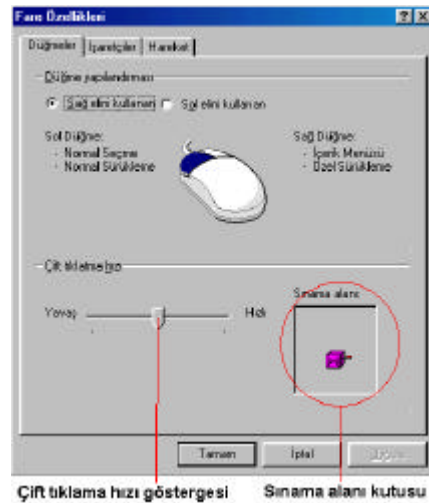 Fare Özellikleri
Düğmeler İşaretçiler Hareket
Düğme yapılandırması
Sağ elini kullanan Sol elini kullanan
Sol Düğme:
- Normal Seçme
- Normal Sürükleme
Sağ Düğme:
- İçerik Menüsü
- Özel Sürükleme
Çift tıklatma hızı
Yavaş Hızlı
Sınama alanı:
Tamam İptal
Çift tıklama hızı göstergesi Sınama alanı kutusu